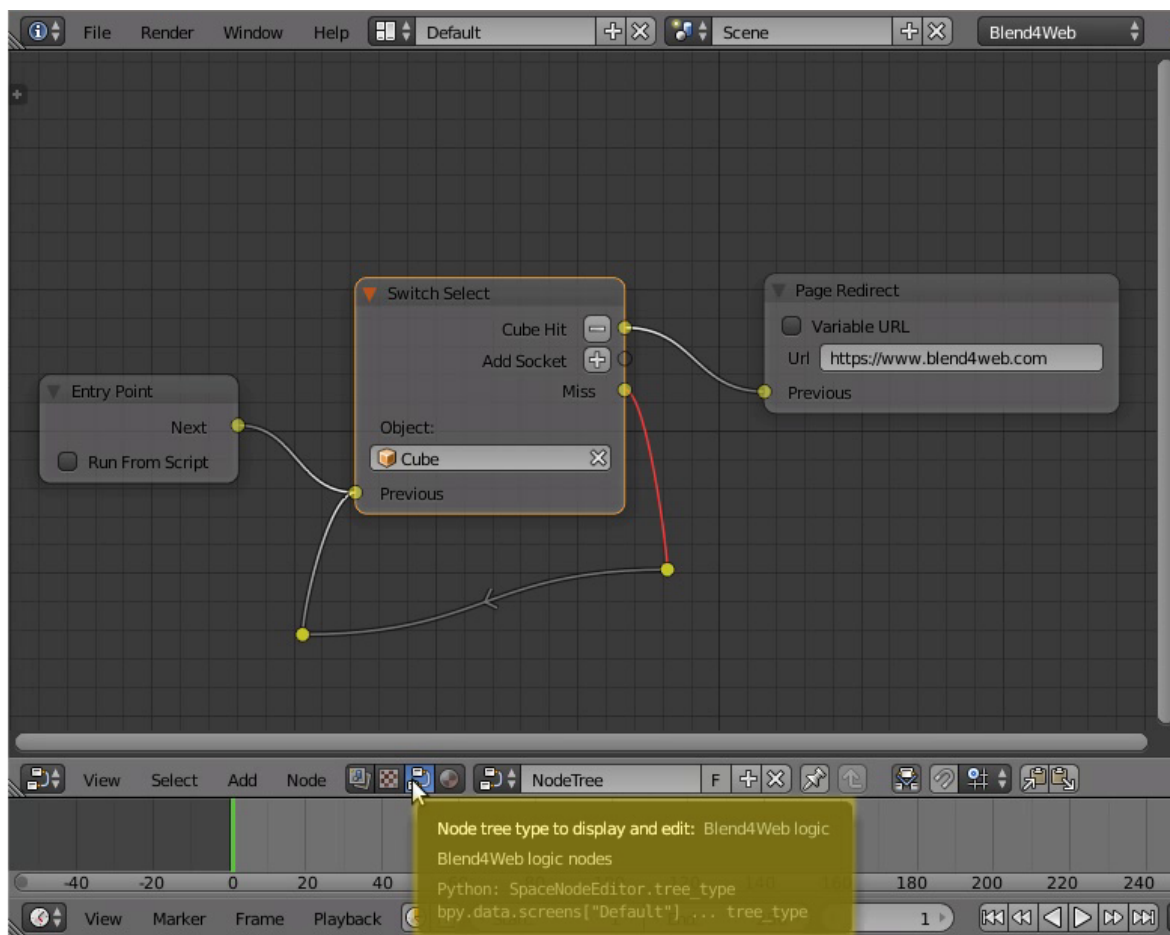 File Render Window Help Default Scene Blend4Web
Switch Select
Cube Hit
Add Socket
Miss
Object:
Cube
Previous
Page Redirect
Variable URL
Url https://www.blend4web.com
Previous
Entry Point
Next
Run From Script
View Select Add Node NodeTree F
Node tree type to display and edit: Blend4Web logic
Blend4Web logic nodes
Python: SpaceNodeEditor.tree_type
bpy.data.screens["Default"] ... tree_type
-40 -20 0 20 40 140 180 200 220 240
View Marker Frame Playback 1